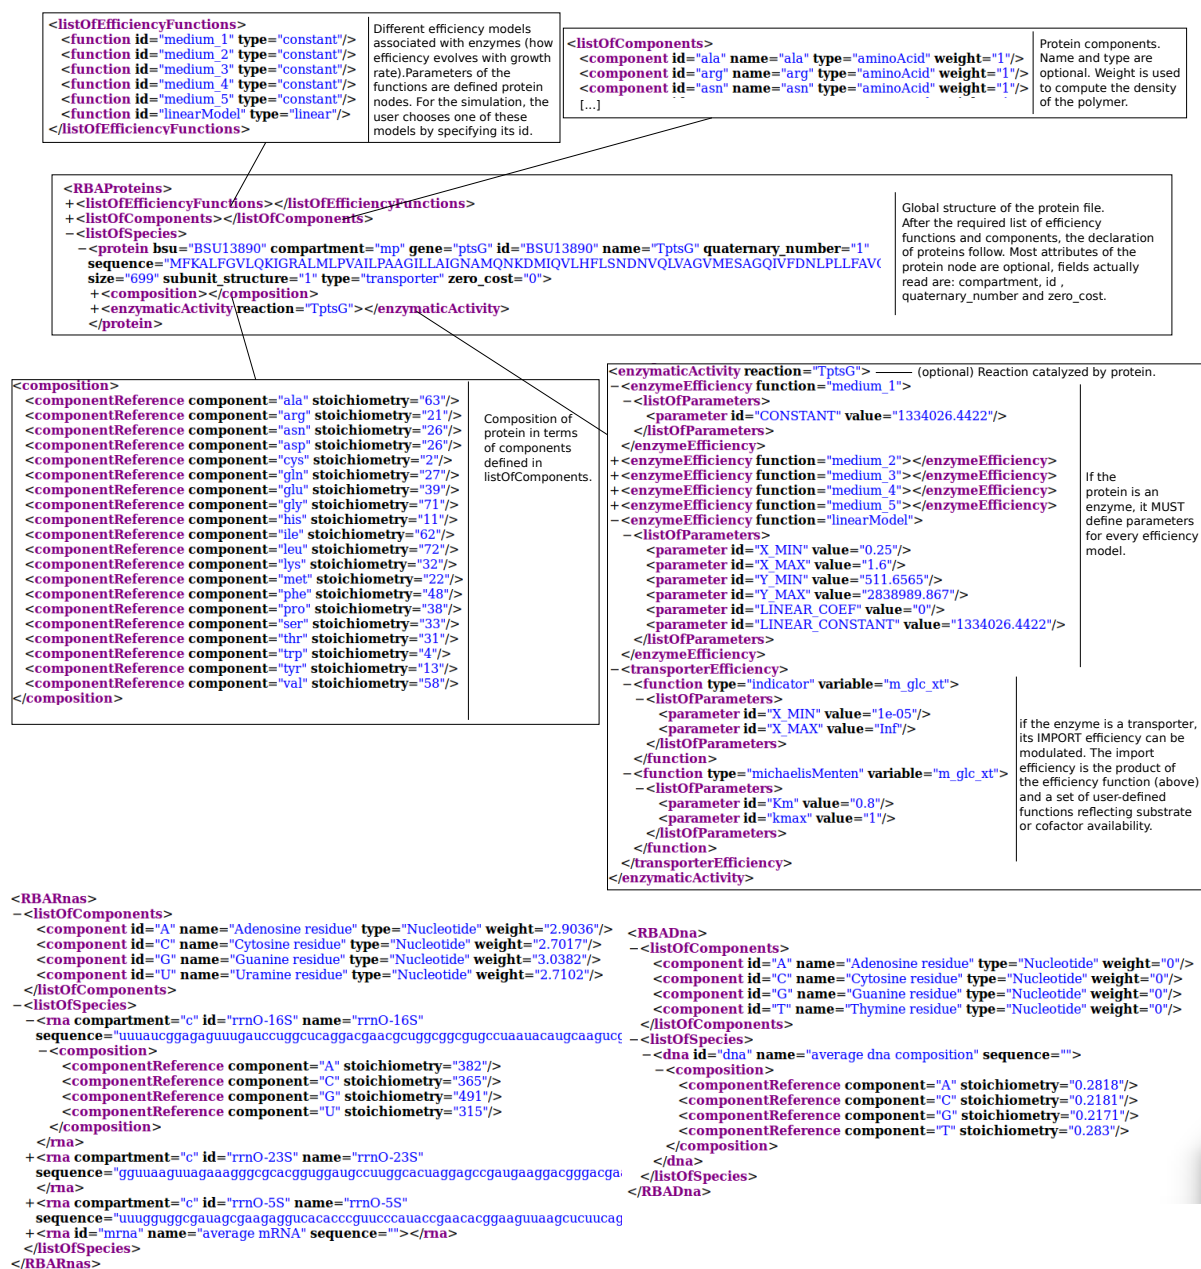 <listOfEfficiencyFunctions>
<function id="medium_1" type="constant"/>
<function id="medium_2" type="constant"/>
<function id="medium_3" type="constant"/>
<function id="medium_4" type="constant"/>
<function id="medium_5" type="constant"/>
<function id="linearModel" type="linear"/>
</listOfEfficiencyFunctions>
Different efficiency models
associated with enzymes (how
efficiency evolves with growth
rate).Parameters of the
functions are defined protein
nodes. For the simulation, the
user chooses one of these
models by specifying its id.
<listOfComponents>
<component id="ala" name="ala" type="aminoAcid" weight="1"/>
<component id="arg" name="arg" type="aminoAcid" weight="1"/>
<component id="asn" name="asn" type="aminoAcid" weight="1"/>
[...]
Protein components.
Name and type are
optional. Weight is used
to compute the density
of the polymer.
<RBAProteins>
+<listOfEfficiencyFunctions></listOfEfficiencyFunctions>
+<listOfComponents></listOfComponents>
−<listOfSpecies>
−<protein bsu="BSU13890" compartment="mp" gene="ptsG" id="BSU13890" name="TptsG" quaternary_number="1"
sequence="MFKALFGVLQKIGRALMLPVAILPAAGILLAIGNAMQNKDMIQVLHFLSNDNVQLVAGVMESAGQIVFDNLPLLFAV
size="699" subunit_structure="1" type="transporter" zero_cost="0">
+<composition></composition>
+<enzymaticActivity reaction="TptsG"></enzymaticActivity>
</protein>
Global structure of the protein file.
After the required list of efficiency
functions and components, the declaration
of proteins follow. Most attributes of the
protein node are optional, fields actually
read are: compartment, id ,
quaternary_number and zero_cost.
<composition>
<componentReference component="ala" stoichiometry="63"/>
<componentReference component="arg" stoichiometry="21"/>
<componentReference component="asn" stoichiometry="26"/>
<componentReference component="asp" stoichiometry="26"/>
<componentReference component="cys" stoichiometry="2"/>
<componentReference component="gln" stoichiometry="27"/>
<componentReference component="glu" stoichiometry="39"/>
<componentReference component="gly" stoichiometry="71"/>
<componentReference component="his" stoichiometry="11"/>
<componentReference component="ile" stoichiometry="62"/>
<componentReference component="leu" stoichiometry="72"/>
<componentReference component="lys" stoichiometry="32"/>
<componentReference component="met" stoichiometry="22"/>
<componentReference component="phe" stoichiometry="48"/>
<componentReference component="pro" stoichiometry="38"/>
<componentReference component="ser" stoichiometry="33"/>
<componentReference component="thr" stoichiometry="31"/>
<componentReference component="trp" stoichiometry="4"/>
<componentReference component="tyr" stoichiometry="13"/>
<componentReference component="val" stoichiometry="58"/>
</composition>
Composition of
protein in terms
of components
defined in
listOfComponents.
<enzymaticActivity reaction="TptsG">
(optional) Reaction catalyzed by protein.
−<enzymeEfficiency function="medium_1">
−<listOfParameters>
<parameter id="CONSTANT" value="1334026.4422"/>
</listOfParameters>
</enzymeEfficiency>
+<enzymeEfficiency function="medium_2"></enzymeEfficiency>
+<enzymeEfficiency function="medium_3"></enzymeEfficiency>
+<enzymeEfficiency function="medium_4"></enzymeEfficiency>
+<enzymeEfficiency function="medium_5"></enzymeEfficiency>
−<enzymeEfficiency function="linearModel">
−<listOfParameters>
<parameter id="X_MIN" value="0.25"/>
<parameter id="X_MAX" value="1.6"/>
<parameter id="Y_MIN" value="511.6565"/>
<parameter id="Y_MAX" value="2838989.867"/>
<parameter id="LINEAR_COEF" value="0"/>
<parameter id="LINEAR_CONSTANT" value="1334026.4422"/>
</listOfParameters>
</enzymeEfficiency>
If the
protein is an
enzyme, it MUST
define parameters
for every efficiency
model.
−<transporterEfficiency>
−<function type="indicator" variable="m_glc_xt">
−<listOfParameters>
<parameter id="X_MIN" value="1e-05"/>
<parameter id="X_MAX" value="Inf"/>
</listOfParameters>
</function>
−<function type="michaelisMenten" variable="m_glc_xt">
−<listOfParameters>
<parameter id="Km" value="0.8"/>
<parameter id="kmax" value="1"/>
</listOfParameters>
</function>
</transporterEfficiency>
</enzymaticActivity>
if the enzyme is a transporter,
its IMPORT efficiency can be
modulated. The import
efficiency is the product of
the efficiency function (above)
and a set of user-defined
functions reflecting substrate
or cofactor availability.
<RBARnas>
−<listOfComponents>
<component id="A" name="Adenosine residue" type="Nucleotide" weight="2.9036"/>
<component id="C" name="Cytosine residue" type="Nucleotide" weight="2.7017"/>
<component id="G" name="Guanine residue" type="Nucleotide" weight="3.0382"/>
<component id="U" name="Uramine residue" type="Nucleotide" weight="2.7102"/>
</listOfComponents>
−<listOfSpecies>
−<rna compartment="c" id="rrnO-16S" name="rrnO-16S"
sequence="uuuaucggagaguuugauccuggcucaggacgaacgcuggcggcgugccuaauacaugcaagucg
−<composition>
<componentReference component="A" stoichiometry="382"/>
<componentReference component="C" stoichiometry="365"/>
<componentReference component="G" stoichiometry="491"/>
<componentReference component="U" stoichiometry="315"/>
</composition>
</rna>
+<rna compartment="c" id="rrnO-23S" name="rrnO-23S"
sequence="gguuaaguuagaaagggcgcacgguggaugccuuggcacuaggagccgaugaaggacgggacga
</rna>
+<rna compartment="c" id="rrnO-5S" name="rrnO-5S"
sequence="uuugguggcgauagcgaagaggucacacccguucccauaccgaacacggaaguuaagcucuucag
+<rna id="mrna" name="average mRNA" sequence=""></rna>
</listOfSpecies>
</RBARnas>
<RBADna>
−<listOfComponents>
<component id="A" name="Adenosine residue" type="Nucleotide" weight="0"/>
<component id="C" name="Cytosine residue" type="Nucleotide" weight="0"/>
<component id="G" name="Guanine residue" type="Nucleotide" weight="0"/>
<component id="T" name="Thymine residue" type="Nucleotide" weight="0"/>
</listOfComponents>
−<listOfSpecies>
−<dna id="dna" name="average dna composition" sequence="">
−<composition>
<componentReference component="A" stoichiometry="0.2818"/>
<componentReference component="C" stoichiometry="0.2181"/>
<componentReference component="G" stoichiometry="0.2171"/>
<componentReference component="T" stoichiometry="0.283"/>
</composition>
</dna>
</listOfSpecies>
</RBADna>